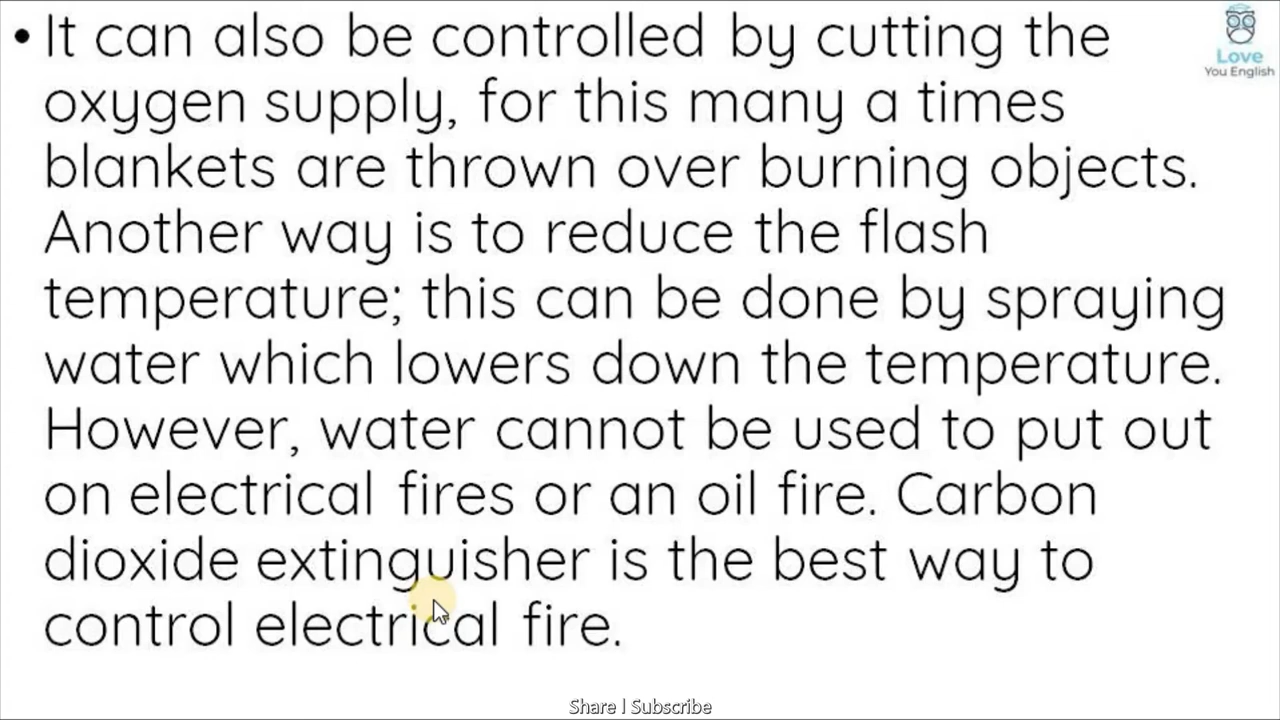 • It can also be controlled by cutting the
oxygen supply, for this many a times
blankets are thrown over burning objects.
Another way is to reduce the flash
temperature; this can be done by spraying
water which lowers down the temperature.
However, water cannot be used to put out
on electrical fires or an oil fire. Carbon
dioxide extinguisher is the best way to
control electrical fire.
Love
You English
Share | Subscribe